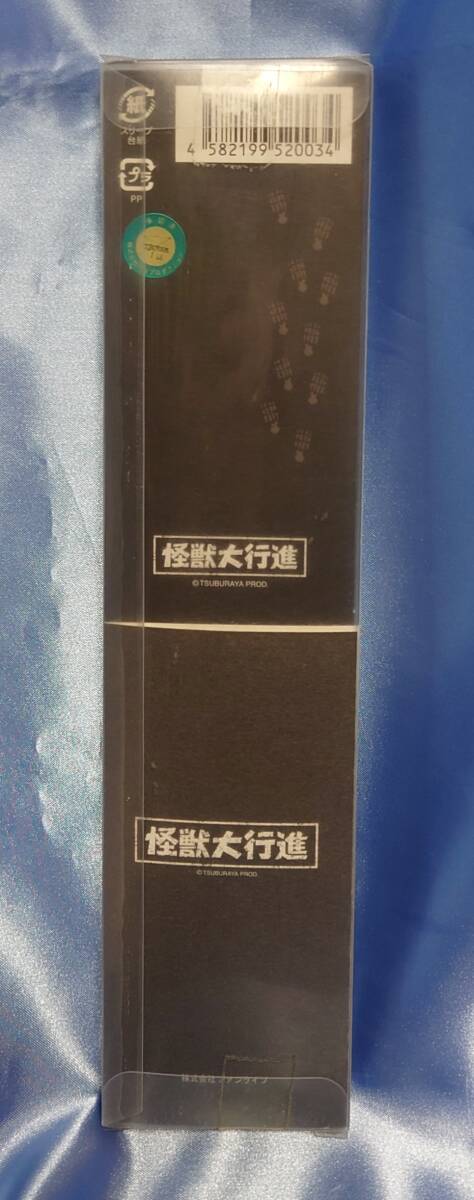 紙
スリーブ
台紙
プラ
PP
4 582199 520034
怪獣大行進
©TSUBURAYA PROD.
怪獣大行進
©TSUBURAYA PROD.
株式会社ファンライブ